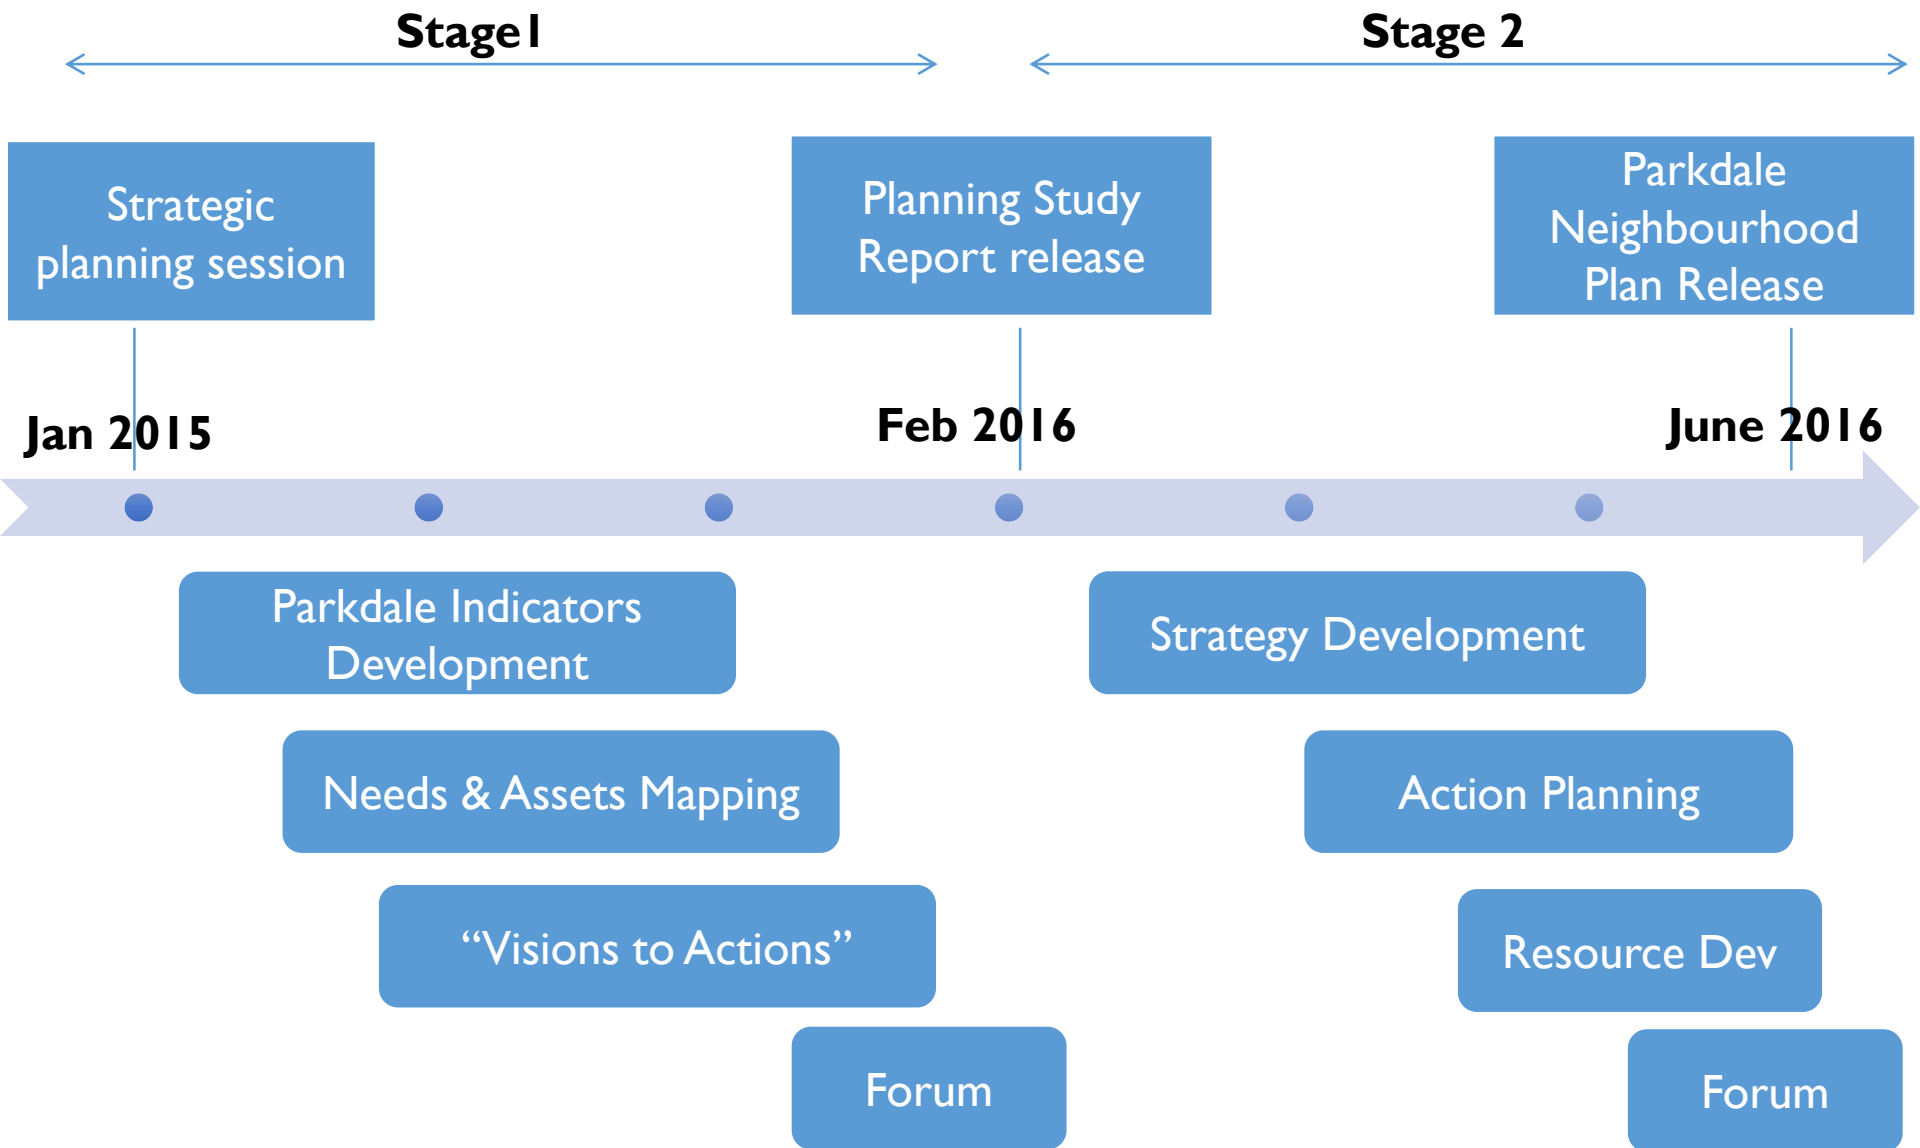 Stage1
Stage 2
Strategic
planning session
Planning Study
Report release
Parkdale
Neighbourhood
Plan Release
Jan 2015
Feb 2016
June 2016
Parkdale Indicators
Development
Strategy Development
Needs & Assets Mapping
Action Planning
“Visions to Actions”
Resource Dev
Forum
Forum